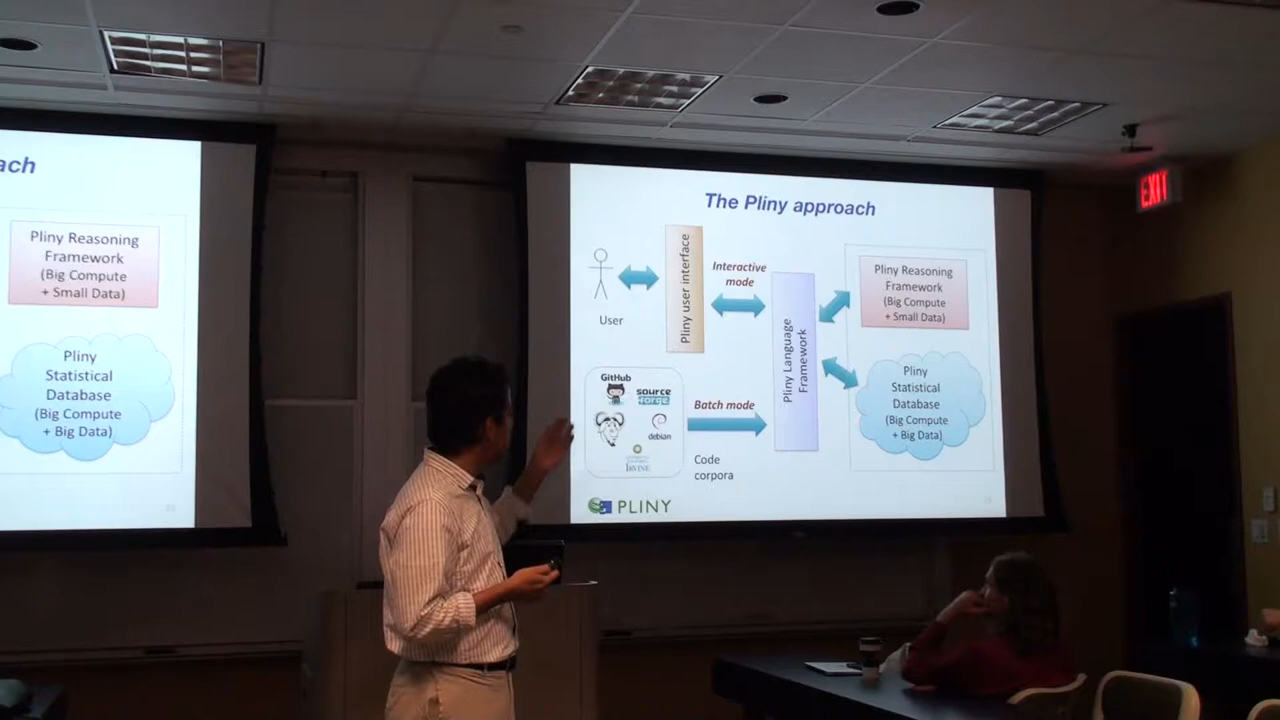 ach
Pliny Reasoning
Framework
(Big Compute
+ Small Data)
Pliny
Statistical
Database
(Big Compute
+ Big Data)
The Pliny approach
User
Pliny user interface
Interactive
mode
Pliny Language
Framework
Pliny Reasoning
Framework
(Big Compute
+ Small Data)
Pliny
Statistical
Database
(Big Compute
+ Big Data)
GitHub
source
forge
debian
IRVINE
Batch mode
Code
corpora
PLINY
EXIT